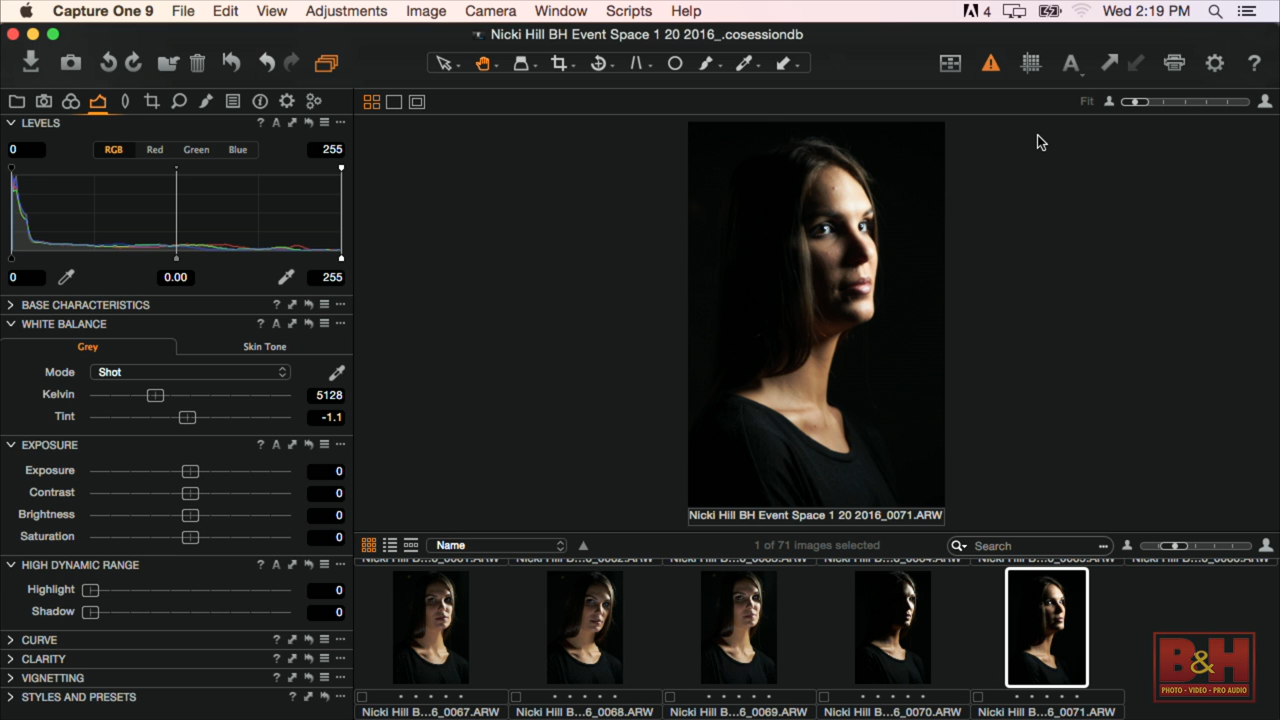 Capture One 9 File Edit View Adjustments Image Camera Window Scripts Help 4 Wed 2:19 PM
Nicki Hill BH Event Space 1 20 2016_.cosessiondb
A ?
Fit
LEVELS ? A
0 RGB Red Green Blue 255
0 0.00 255
BASE CHARACTERISTICS ?
WHITE BALANCE ? A
Grey Skin Tone
Mode Shot
Kelvin 5128
Tint -1.1
EXPOSURE ? A
Exposure 0
Contrast 0
Brightness 0
Saturation 0
HIGH DYNAMIC RANGE ? A
Highlight 0
Shadow 0
CURVE ?
CLARITY ?
VIGNETTING ?
STYLES AND PRESETS ?
Nicki Hill BH Event Space 1 20 2016_0071.ARW
Name 1 of 71 images selected Search
Nicki Hill B...6_0067.ARW Nicki Hill B...6_0068.ARW Nicki Hill B...6_0069.ARW Nicki Hill B...6_0070.ARW Nicki Hill B...6_0071.ARW
B&H
PHOTO - VIDEO - PRO AUDIO